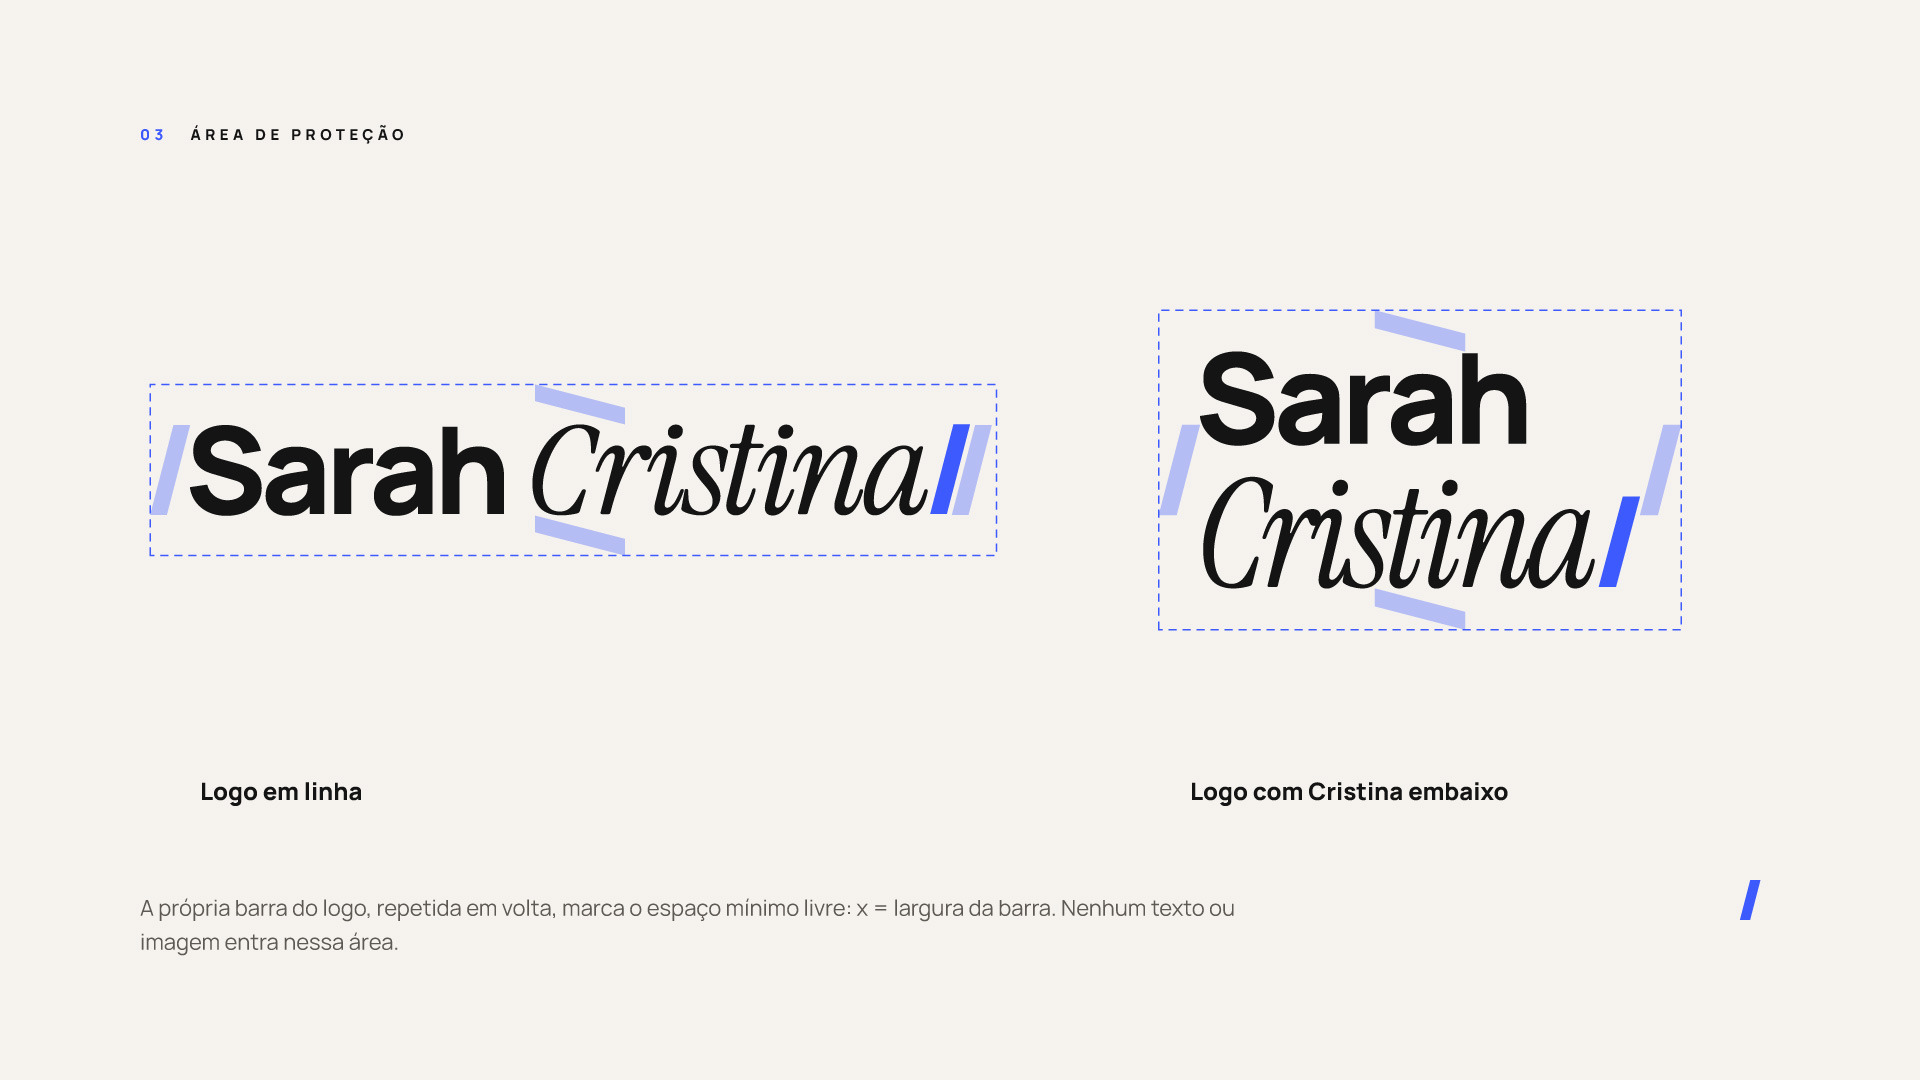 03 ÁREA DE PROTEÇÃO
Sarah Cristina/
Sarah
Cristina/
Logo em linha
Logo com Cristina embaixo
A própria barra do logo, repetida em volta, marca o espaço mínimo livre: x = largura da barra. Nenhum texto ou
imagem entra nessa área.